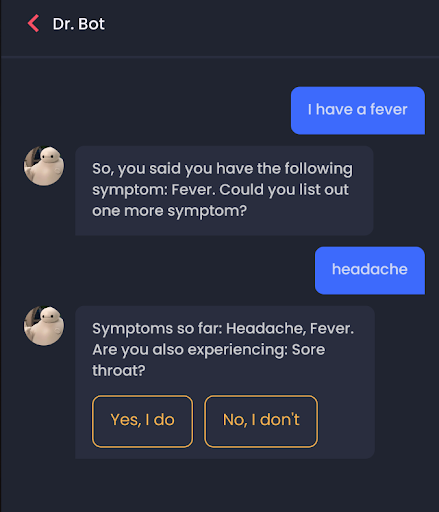 Dr. Bot
I have a fever
So, you said you have the following
symptom: Fever. Could you list out
one more symptom?
headache
Symptoms so far: Headache, Fever.
Are you also experiencing: Sore
throat?
Yes, I do
No, I don't